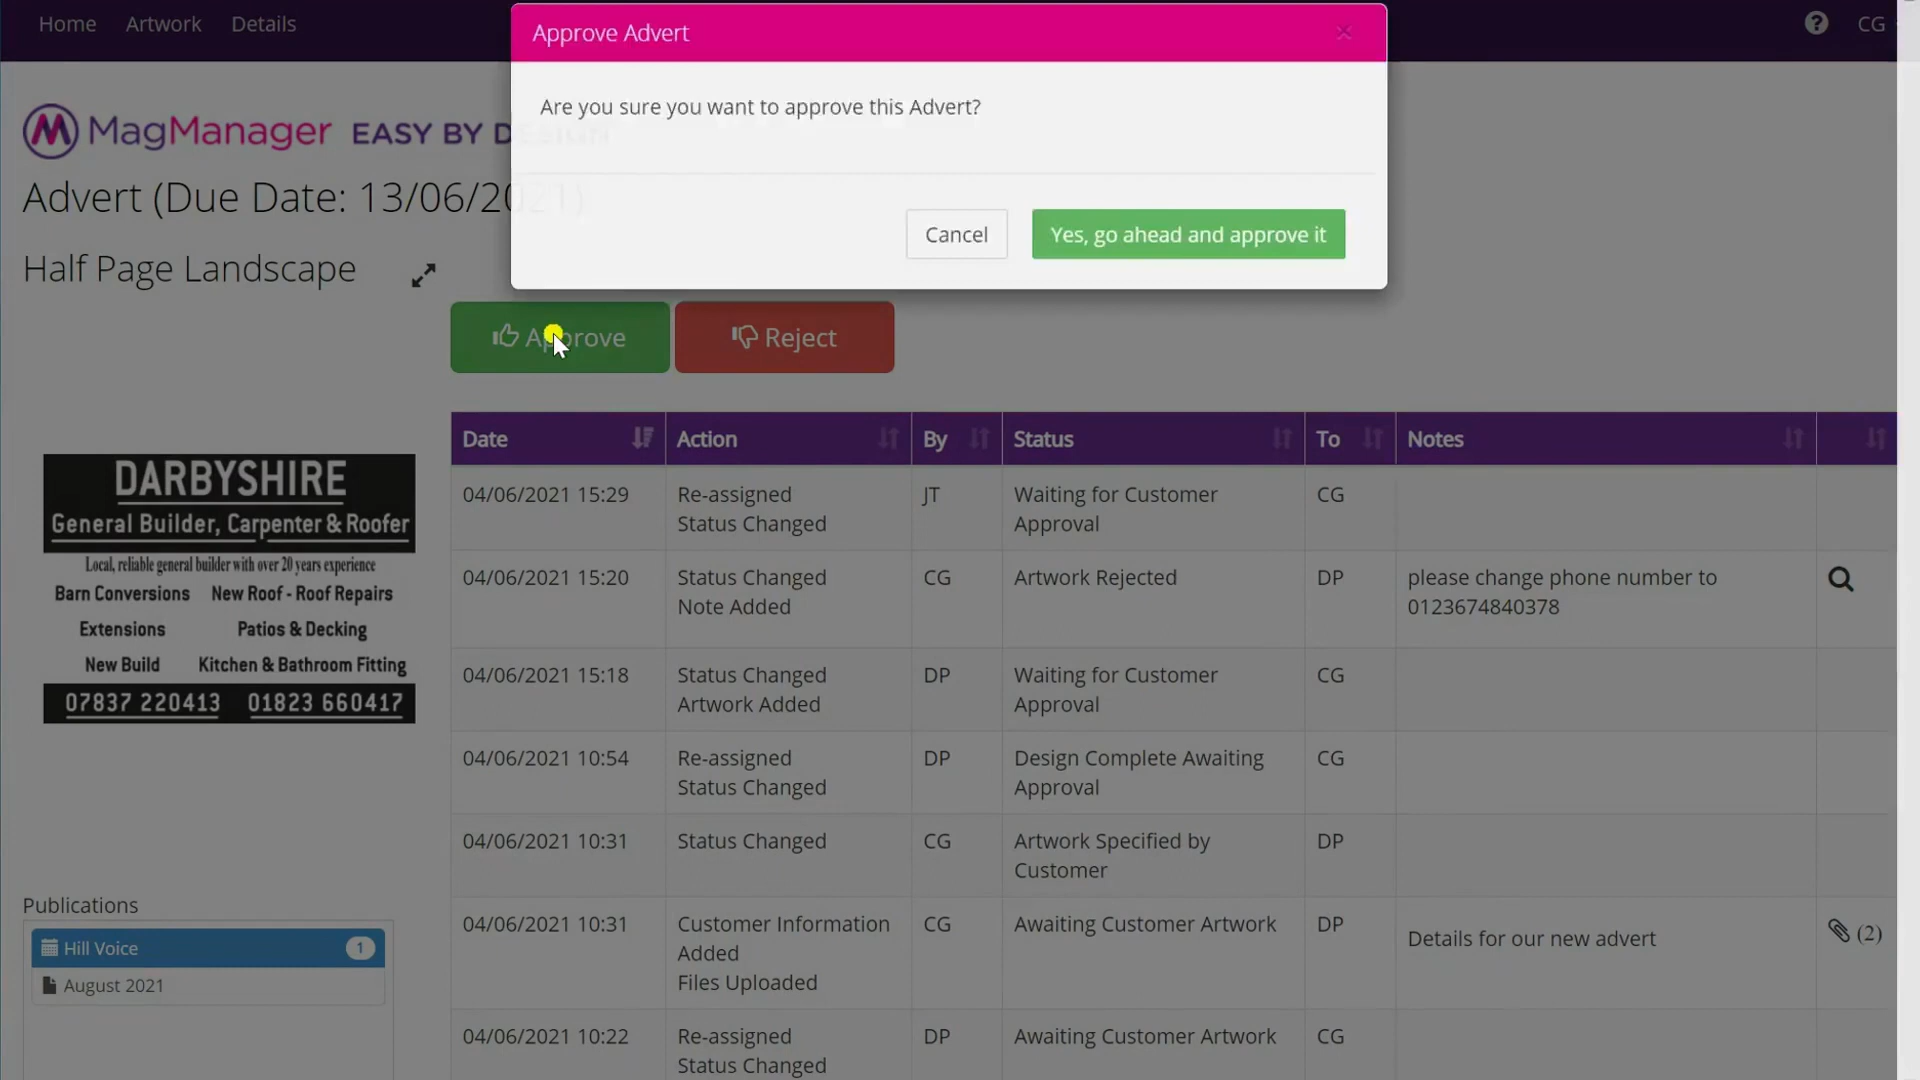 Home Artwork Details
CG
Approve Advert
Are you sure you want to approve this Advert?
Cancel
Yes, go ahead and approve it
MagManager EASY BY DESIGN
Advert (Due Date: 13/06/2021)
Half Page Landscape
Approve
Reject
DARBYSHIRE
General Builder, Carpenter & Roofer
Local, reliable general builder with over 20 years experience
Barn Conversions New Roof - Roof Repairs
Extensions Patios & Decking
New Build Kitchen & Bathroom Fitting
07837 220413 01823 660417
Publications
Hill Voice 1
August 2021
Date Action By Status To Notes
04/06/2021 15:29 Re-assigned JT Waiting for Customer CG
Status Changed Approval
04/06/2021 15:20 Status Changed CG Artwork Rejected DP please change phone number to
Note Added 0123674840378
04/06/2021 15:18 Status Changed DP Waiting for Customer CG
Artwork Added Approval
04/06/2021 10:54 Re-assigned DP Design Complete Awaiting CG
Status Changed Approval
04/06/2021 10:31 Status Changed CG Artwork Specified by DP
Customer
04/06/2021 10:31 Customer Information CG Awaiting Customer Artwork DP Details for our new advert (2)
Added
Files Uploaded
04/06/2021 10:22 Re-assigned DP Awaiting Customer Artwork CG
Status Changed